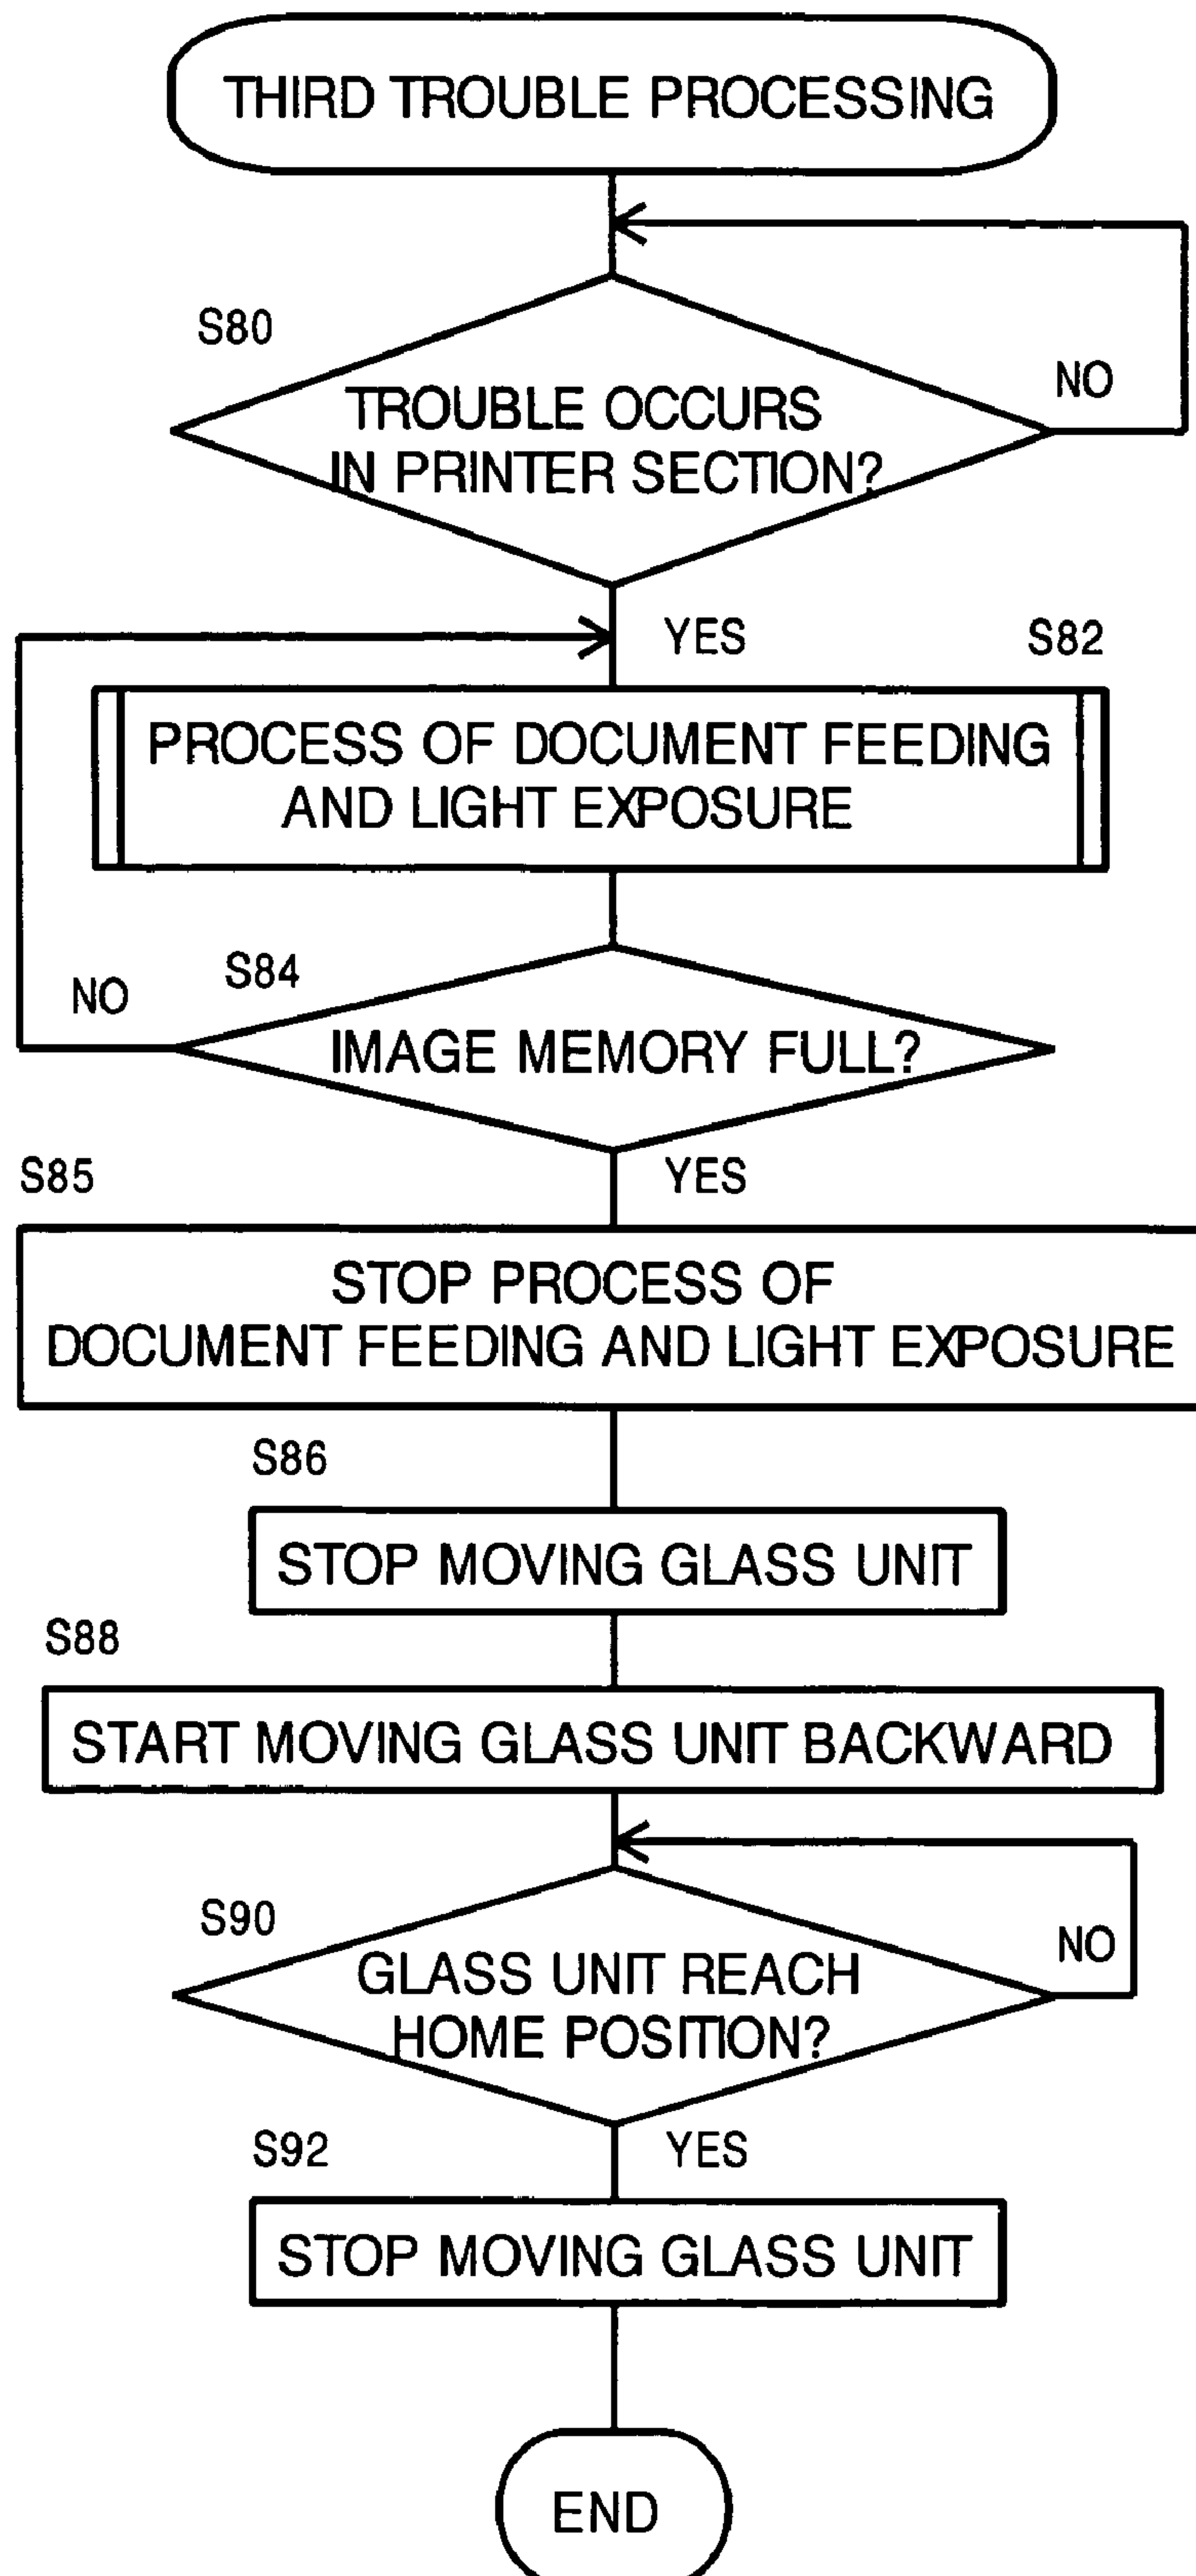 THIRD TROUBLE PROCESSING
S80
TROUBLE OCCURS
IN PRINTER SECTION?
NO
YES
S82
PROCESS OF DOCUMENT FEEDING
AND LIGHT EXPOSURE
NO
S84
IMAGE MEMORY FULL?
YES
S85
STOP PROCESS OF
DOCUMENT FEEDING AND LIGHT EXPOSURE
S86
STOP MOVING GLASS UNIT
S88
START MOVING GLASS UNIT BACKWARD
S90
GLASS UNIT REACH
HOME POSITION?
NO
YES
S92
STOP MOVING GLASS UNIT
END